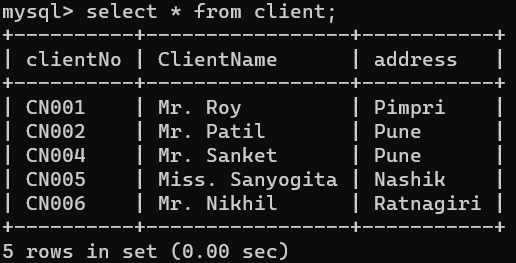 mysql> select * from client;
+----------+-----------------+-----------+
| clientNo | ClientName      | address   |
+----------+-----------------+-----------+
| CN001    | Mr. Roy         | Pimpri    |
| CN002    | Mr. Patil       | Pune      |
| CN004    | Mr. Sanket      | Pune      |
| CN005    | Miss. Sanyogita | Nashik    |
| CN006    | Mr. Nikhil      | Ratnagiri |
+----------+-----------------+-----------+
5 rows in set (0.00 sec)